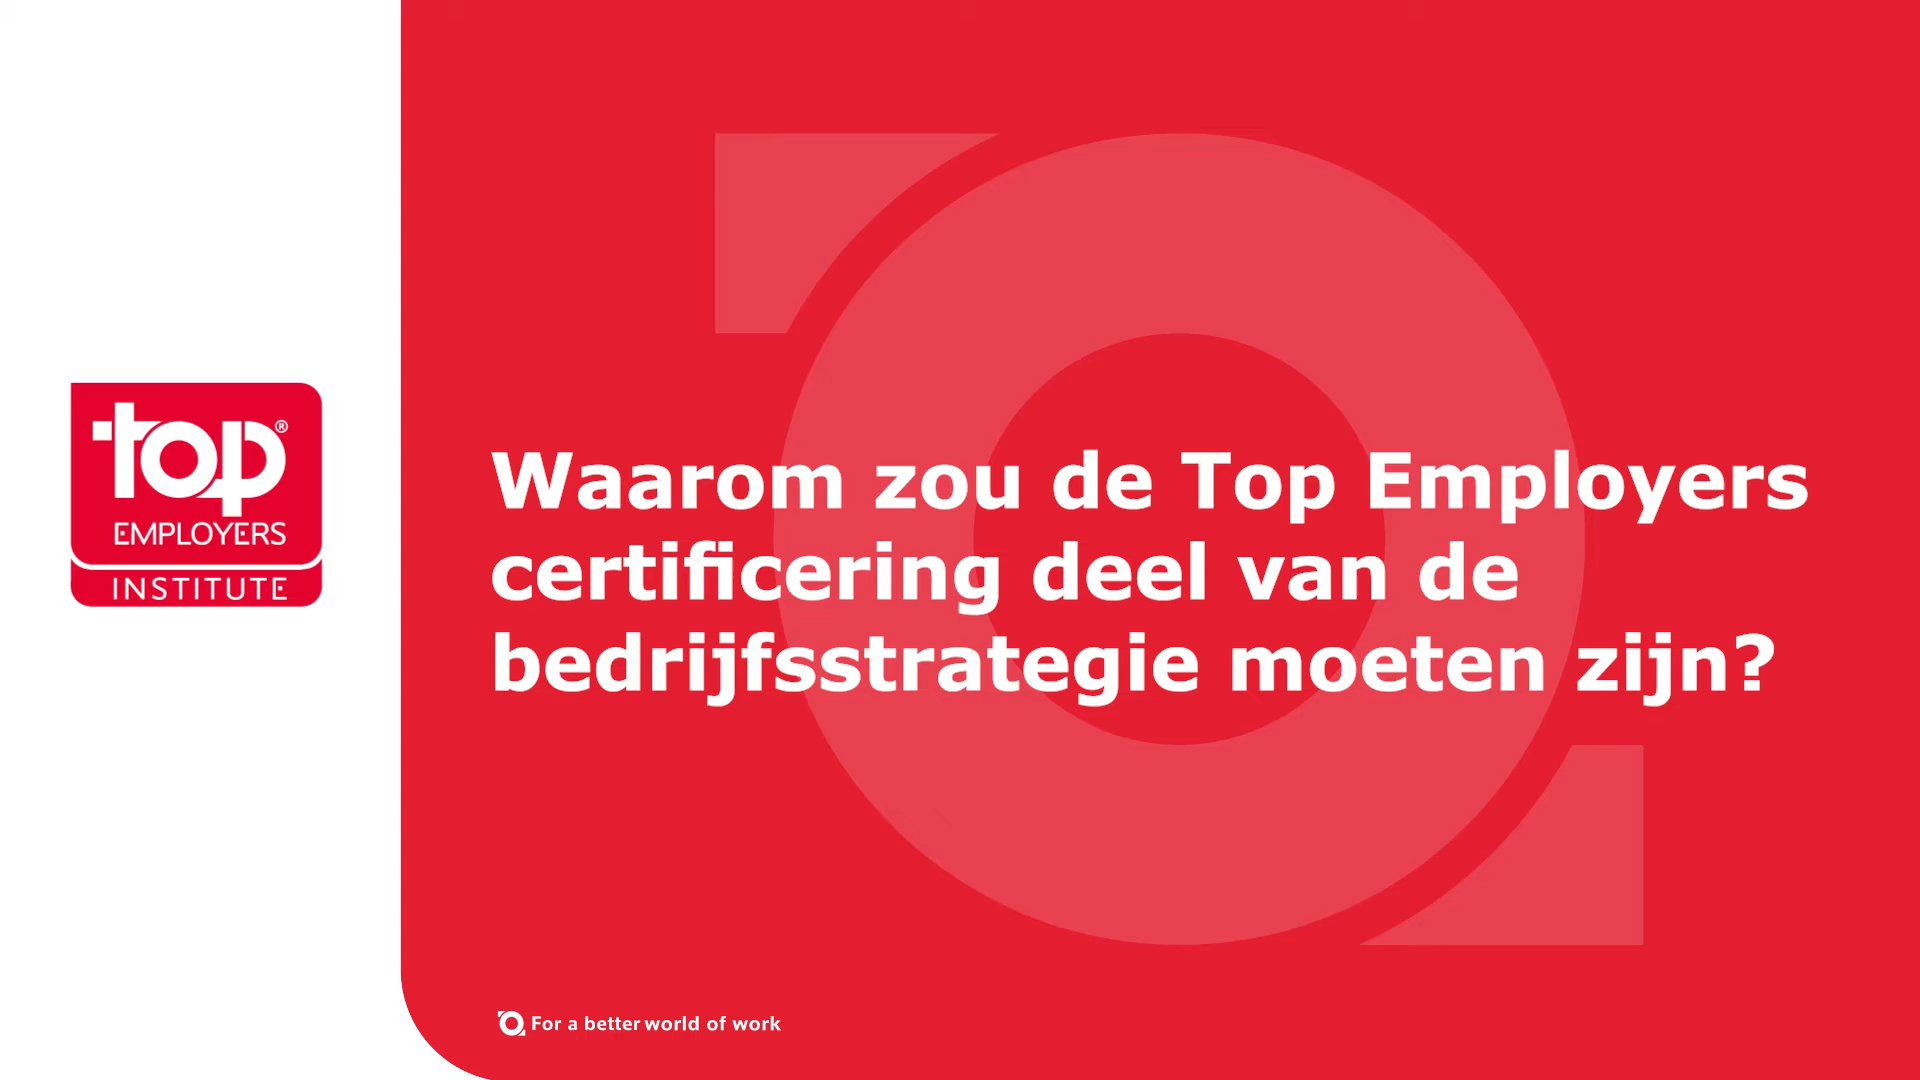 top®
EMPLOYERS
INSTITUTE
Waarom zou de Top Employers
certificering deel van de
bedrijfsstrategie moeten zijn?
For a better world of work